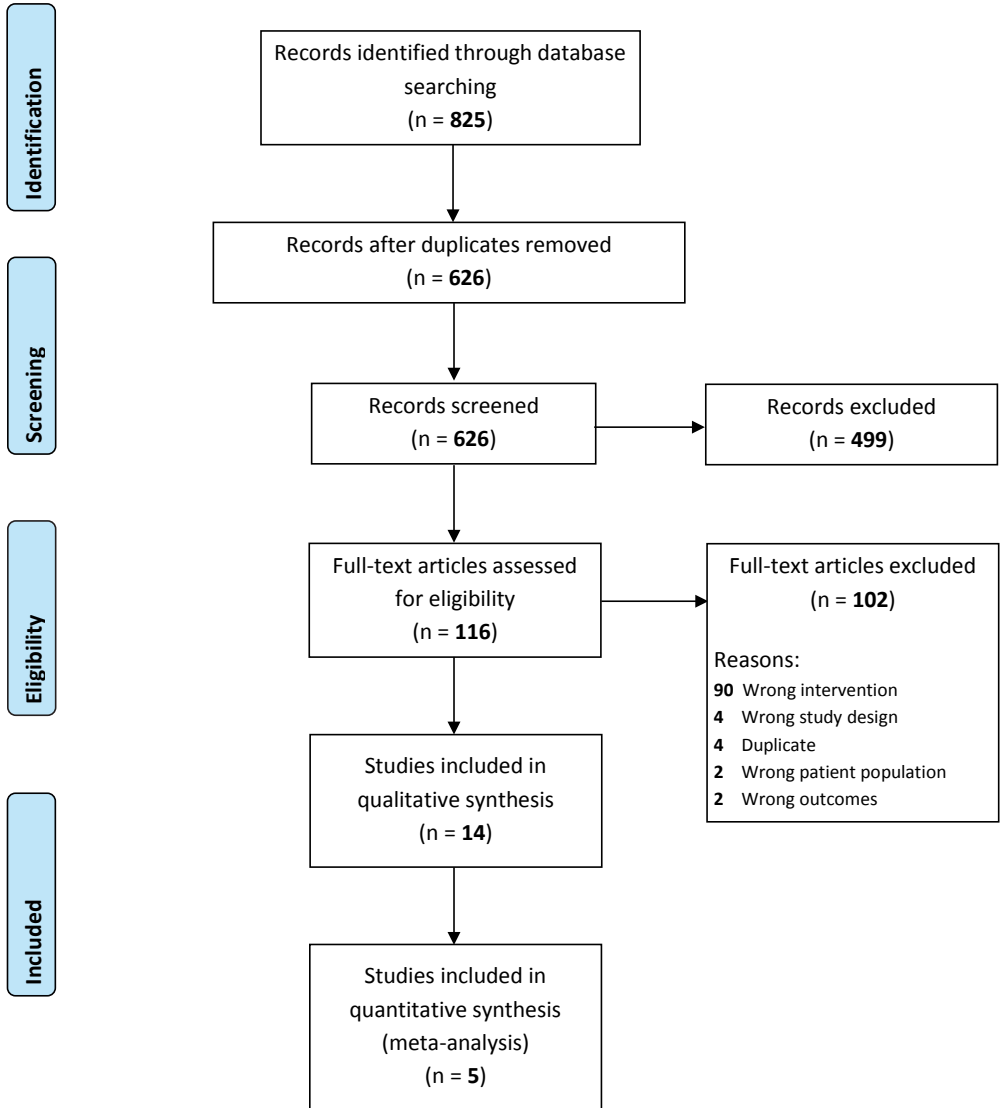 Identification
Records identified through database
searching
(n = 825)
Records after duplicates removed
(n = 626)
Screening
Records screened
(n = 626)
Records excluded
(n = 499)
Eligibility
Full-text articles assessed
for eligibility
(n = 116)
Full-text articles excluded
(n = 102)
Reasons:
90 Wrong intervention
4 Wrong study design
4 Duplicate
2 Wrong patient population
2 Wrong outcomes
Studies included in
qualitative synthesis
(n = 14)
Included
Studies included in
quantitative synthesis
(meta-analysis)
(n = 5)